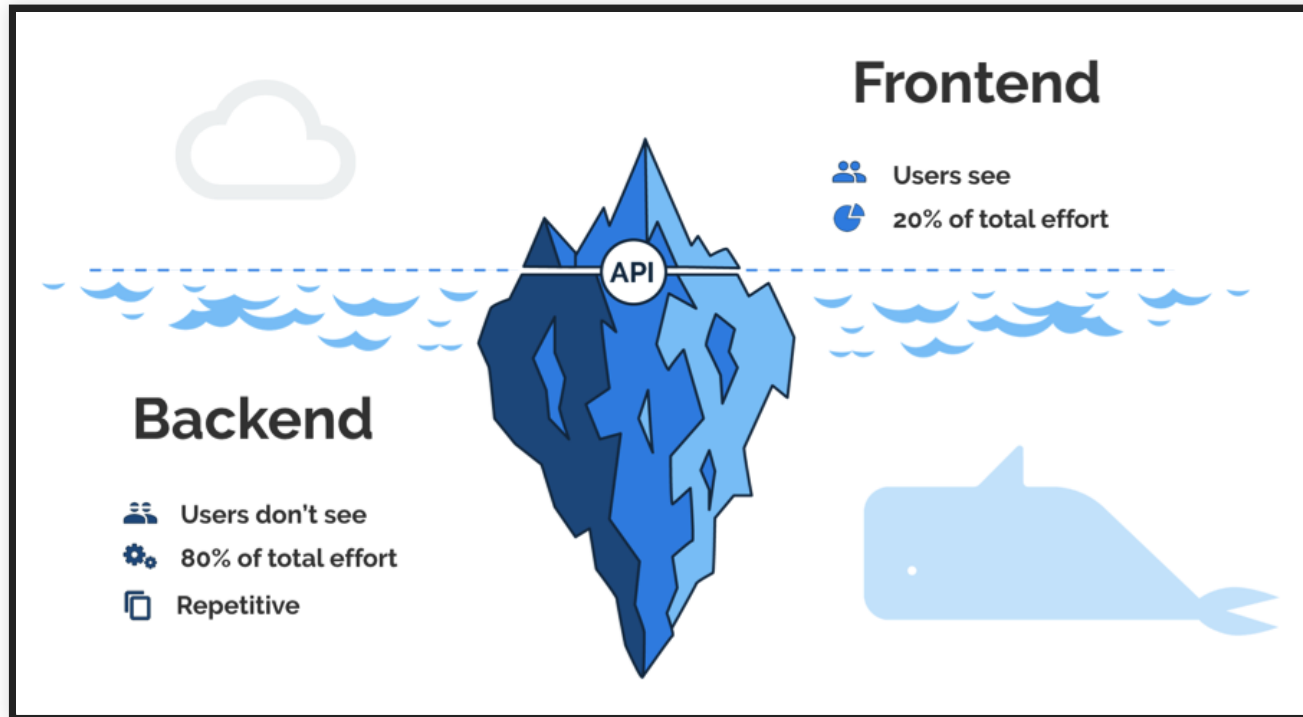 Frontend
Users see
20% of total effort
API
Backend
Users don’t see
80% of total effort
Repetitive